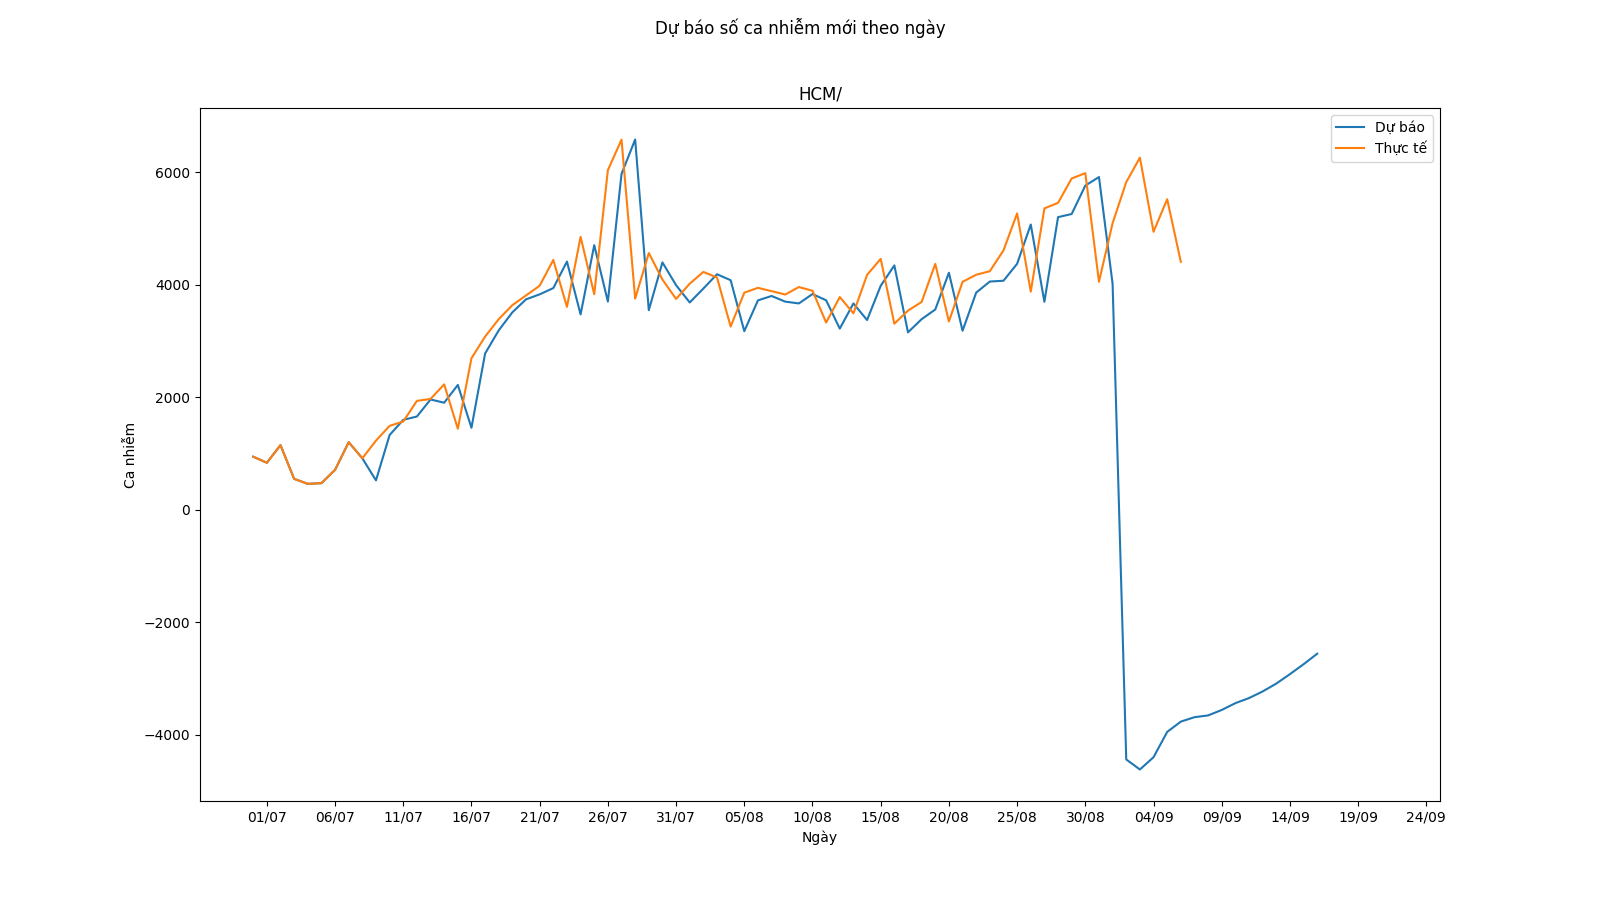 Dự báo số ca nhiễm mới theo ngày
HCM/
Dự báo
Thực tế
6000
4000
2000
0
−2000
−4000
Ca nhiễm
01/07 06/07 11/07 16/07 21/07 26/07 31/07 05/08 10/08 15/08 20/08 25/08 30/08 04/09 09/09 14/09 19/09 24/09
Ngày